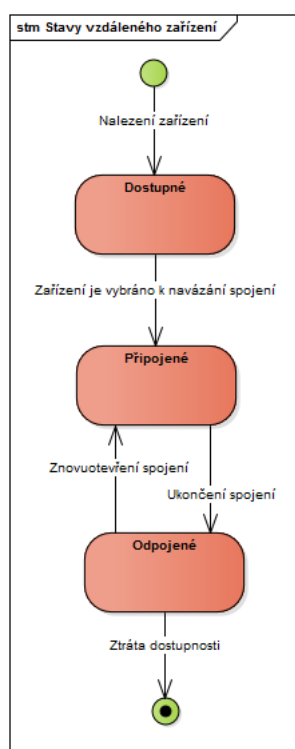 stm Stavy vzdáleného zařízení
Nalezení zařízení
Dostupné
Zařízení je vybráno k navázání spojení
Připojené
Znovuotevření spojení
Ukončení spojení
Odpojené
Ztráta dostupnosti